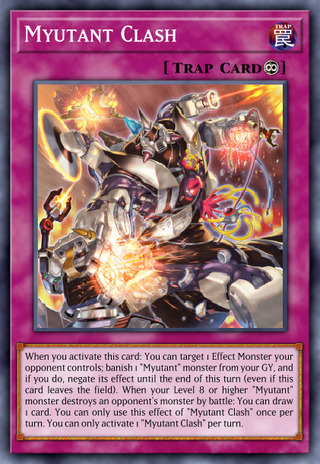 Myutant Clash
TRAP
罠
[ Trap Card ]
When you activate this card: You can target 1 Effect Monster your
opponent controls; banish 1 "Myutant" monster from your GY, and
if you do, negate its effect until the end of this turn (even if this
card leaves the field). When your Level 8 or higher "Myutant"
monster destroys an opponent's monster by battle: You can draw
1 card. You can only use this effect of "Myutant Clash" once per
turn. You can only activate 1 "Myutant Clash" per turn.